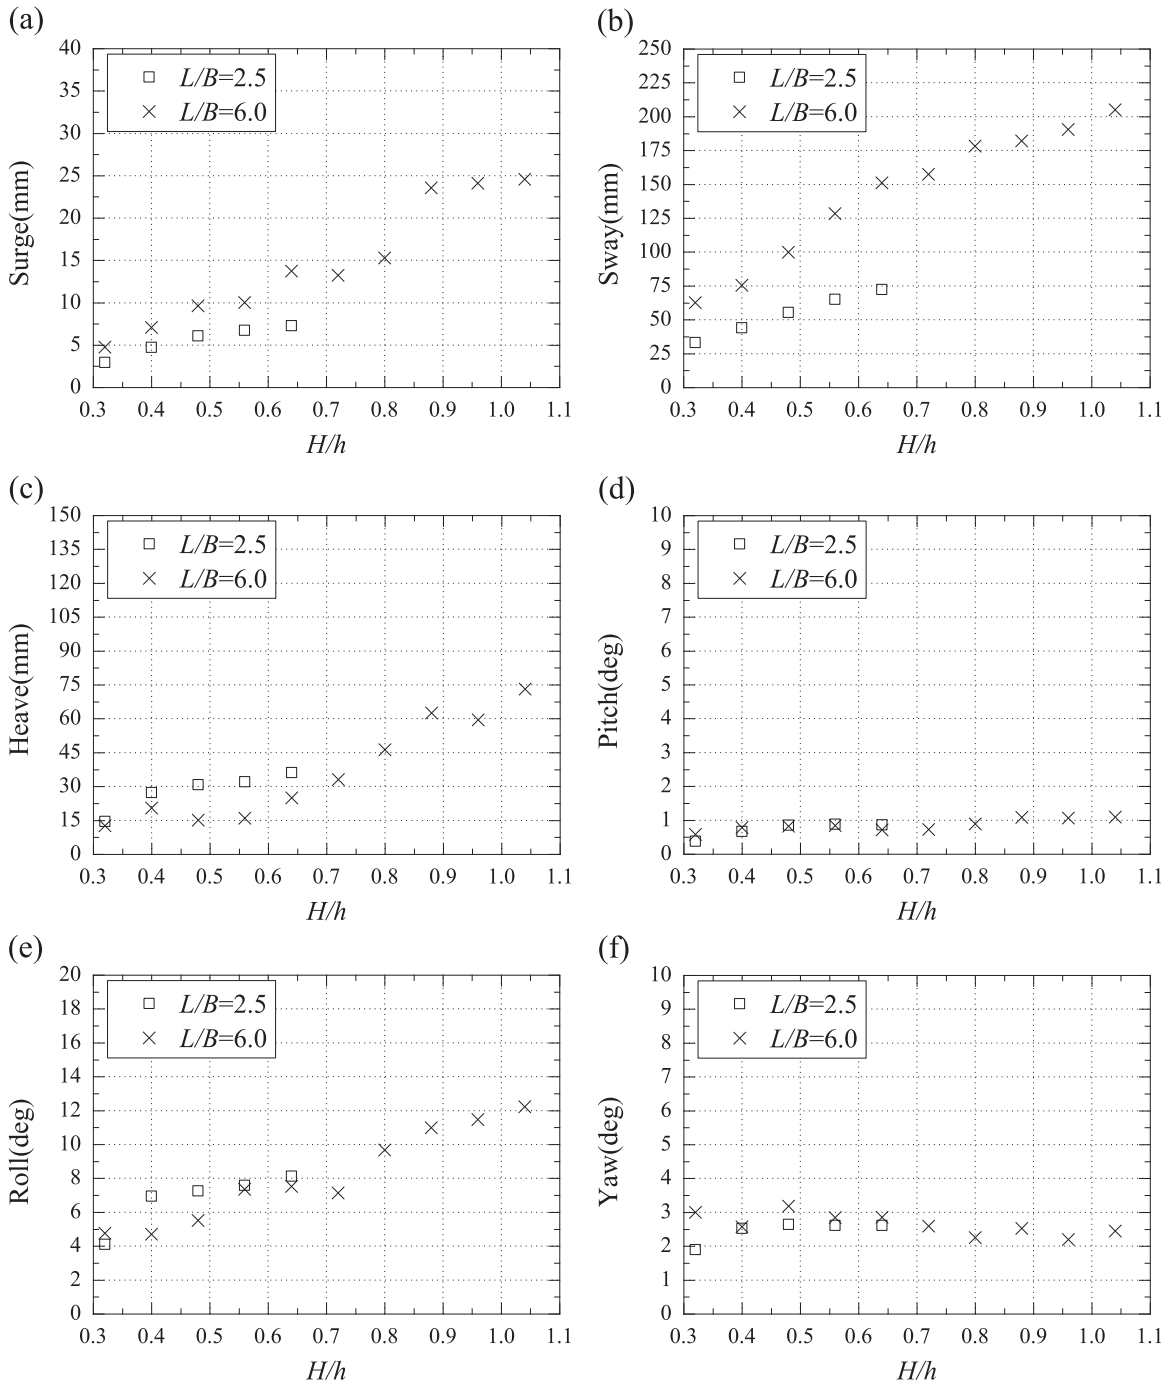 (a)
40
35
30
25
20
15
10
5
0
Surge(mm)
L/B=2.5
L/B=6.0
0.3 0.4 0.5 0.6 0.7 0.8 0.9 1.0 1.1
H/h
(b)
250
225
200
175
150
125
100
75
50
25
0
Sway(mm)
L/B=2.5
L/B=6.0
0.3 0.4 0.5 0.6 0.7 0.8 0.9 1.0 1.1
H/h
(c)
150
135
120
105
90
75
60
45
30
15
0
Heave(mm)
L/B=2.5
L/B=6.0
0.3 0.4 0.5 0.6 0.7 0.8 0.9 1.0 1.1
H/h
(d)
10
9
8
7
6
5
4
3
2
1
0
Pitch(deg)
L/B=2.5
L/B=6.0
0.3 0.4 0.5 0.6 0.7 0.8 0.9 1.0 1.1
H/h
(e)
20
18
16
14
12
10
8
6
4
2
0
Roll(deg)
L/B=2.5
L/B=6.0
0.3 0.4 0.5 0.6 0.7 0.8 0.9 1.0 1.1
H/h
(f)
10
9
8
7
6
5
4
3
2
1
0
Yaw(deg)
L/B=2.5
L/B=6.0
0.3 0.4 0.5 0.6 0.7 0.8 0.9 1.0 1.1
H/h